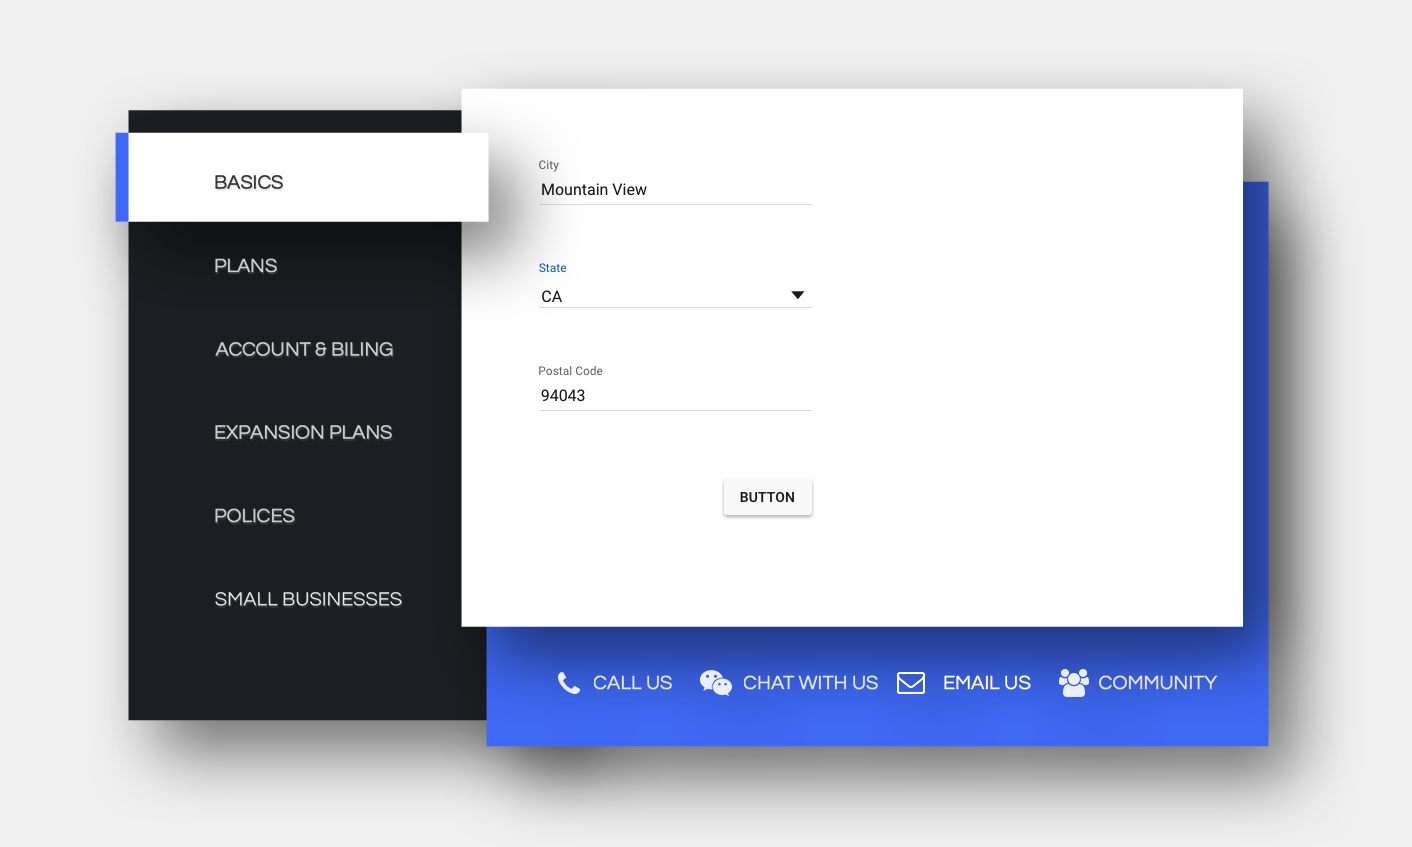 BASICS
PLANS
ACCOUNT & BILING
EXPANSION PLANS
POLICES
SMALL BUSINESSES
City
Mountain View
State
CA
Postal Code
94043
BUTTON
CALL US
CHAT WITH US
EMAIL US
COMMUNITY